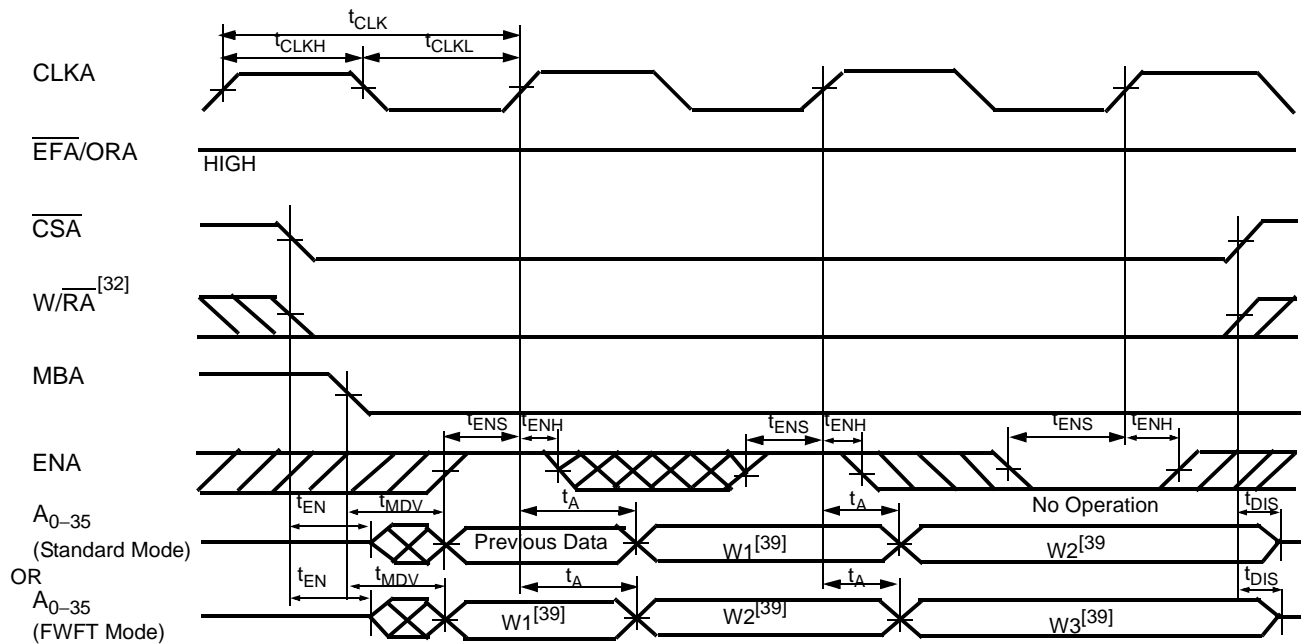 tCLK
tCLKH tCLKL
CLKA
EFA/ORA
HIGH
CSA
W/RA[32]
MBA
tENS tENH tENS tENH tENS tENH
ENA
No Operation
tEN tMDV tA tA tDIS
A0–35
(Standard Mode)
Previous Data W1[39] W2[39
OR
tEN tMDV tA tA tDIS
A0–35
(FWFT Mode)
W1[39] W2[39] W3[39]